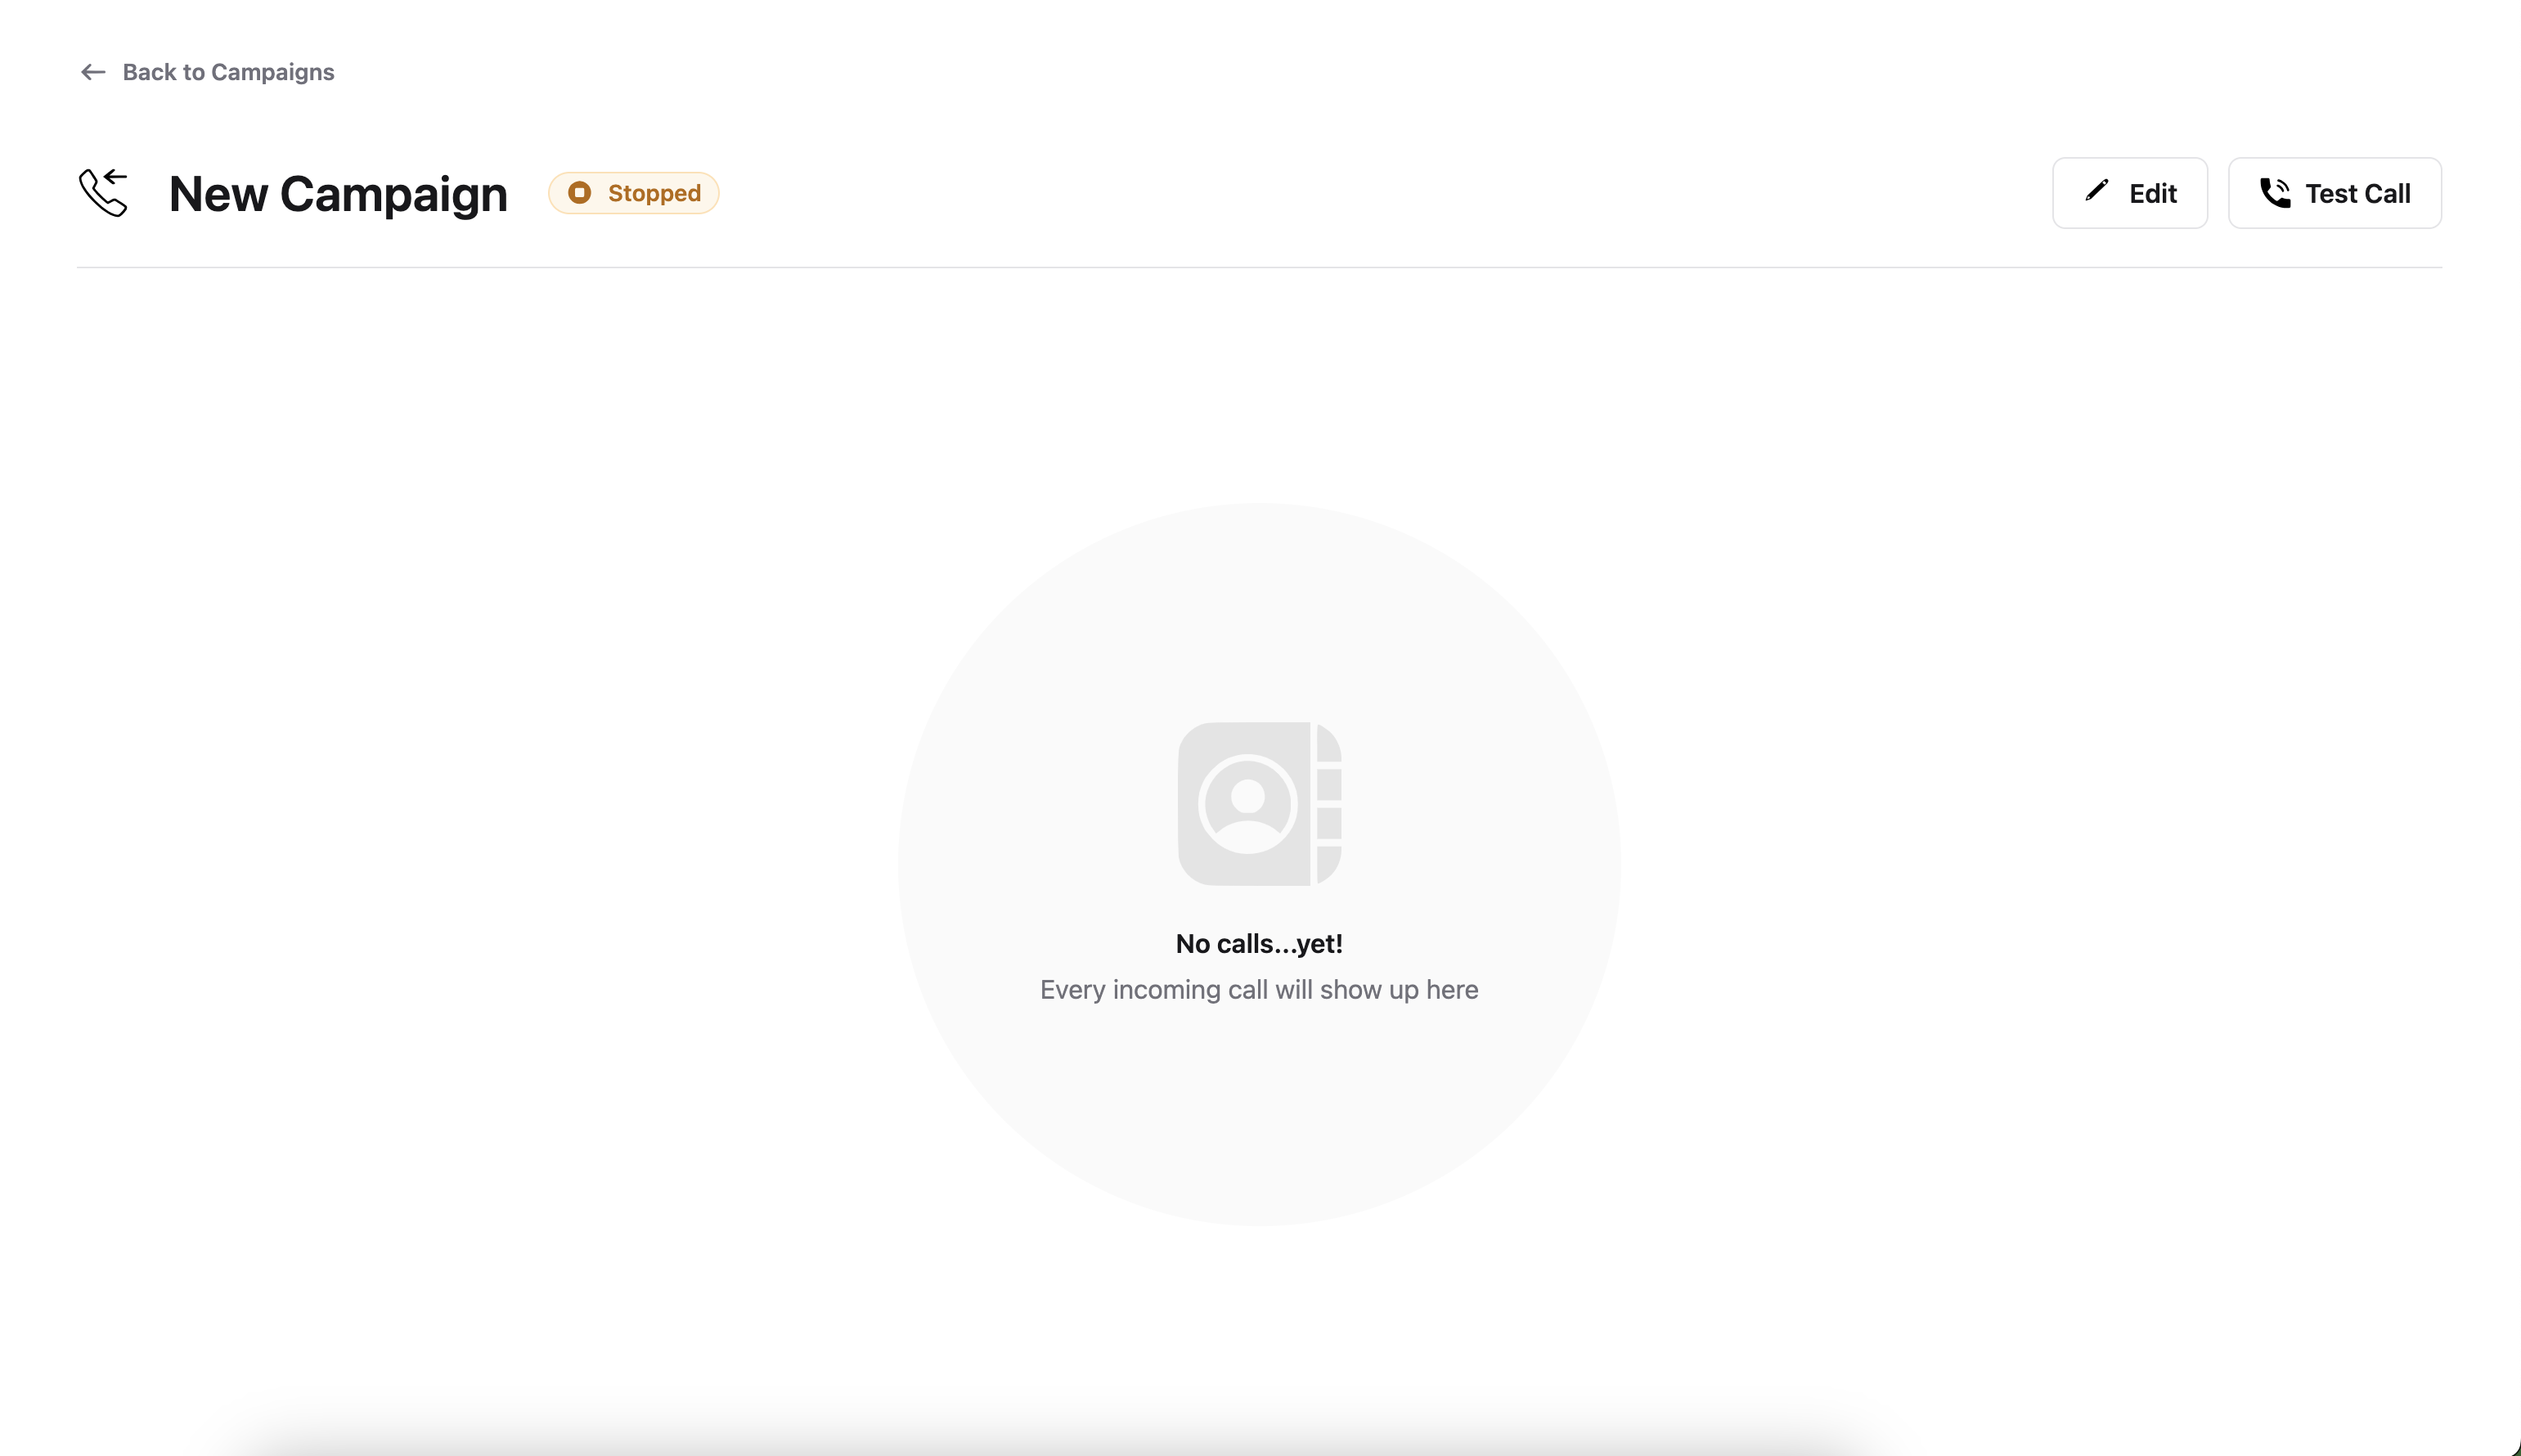 Back to Campaigns
New Campaign
Stopped
Edit
Test Call
No calls...yet!
Every incoming call will show up here